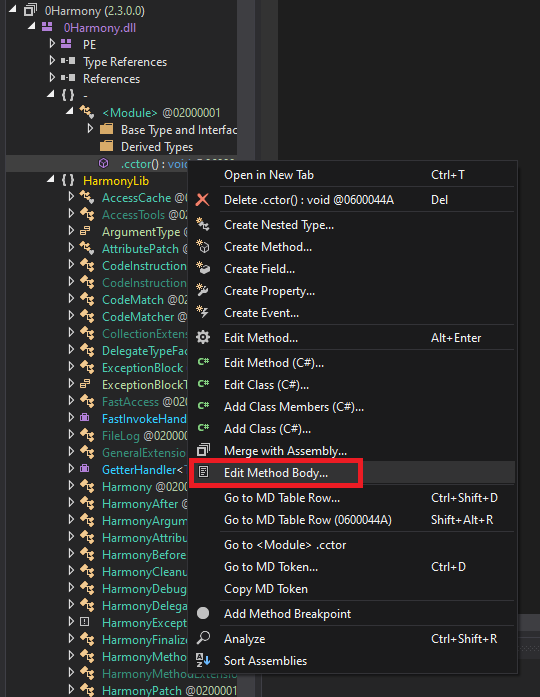 0Harmony (2.3.0.0)
0Harmony.dll
PE
Type References
References
{ } -
<Module> @02000001
Base Type and Interfac
Derived Types
.cctor() : void
{ } HarmonyLib
AccessCache @02
AccessTools @02
ArgumentType @
AttributePatch @
CodeInstruction
CodeInstruction
CodeMatch @020
CodeMatcher @02
CollectionExtens
DelegateTypeFac
ExceptionBlock
ExceptionBlockT
FastAccess @0200
FastInvokeHand
FileLog @020000
GeneralExtension
GetterHandler<
Harmony @0200
HarmonyAfter @
HarmonyArgum
HarmonyAttribu
HarmonyBefore
HarmonyCleanu
HarmonyDebug
HarmonyDelega
HarmonyExcept
HarmonyFinaliz
HarmonyMetho
HarmonyMethodExtension
HarmonyPatch @0200001
Open in New Tab Ctrl+T
Delete .cctor() : void @0600044A Del
Create Nested Type...
Create Method...
Create Field...
Create Property...
Create Event...
Edit Method... Alt+Enter
C# Edit Method (C#)...
C# Edit Class (C#)...
C# Add Class Members (C#)...
C# Add Class (C#)...
Merge with Assembly...
Edit Method Body...
Go to MD Table Row... Ctrl+Shift+D
Go to MD Table Row (0600044A) Shift+Alt+R
Go to <Module> .cctor
Go to MD Token... Ctrl+D
Copy MD Token
Add Method Breakpoint
Analyze Ctrl+Shift+R
Sort Assemblies